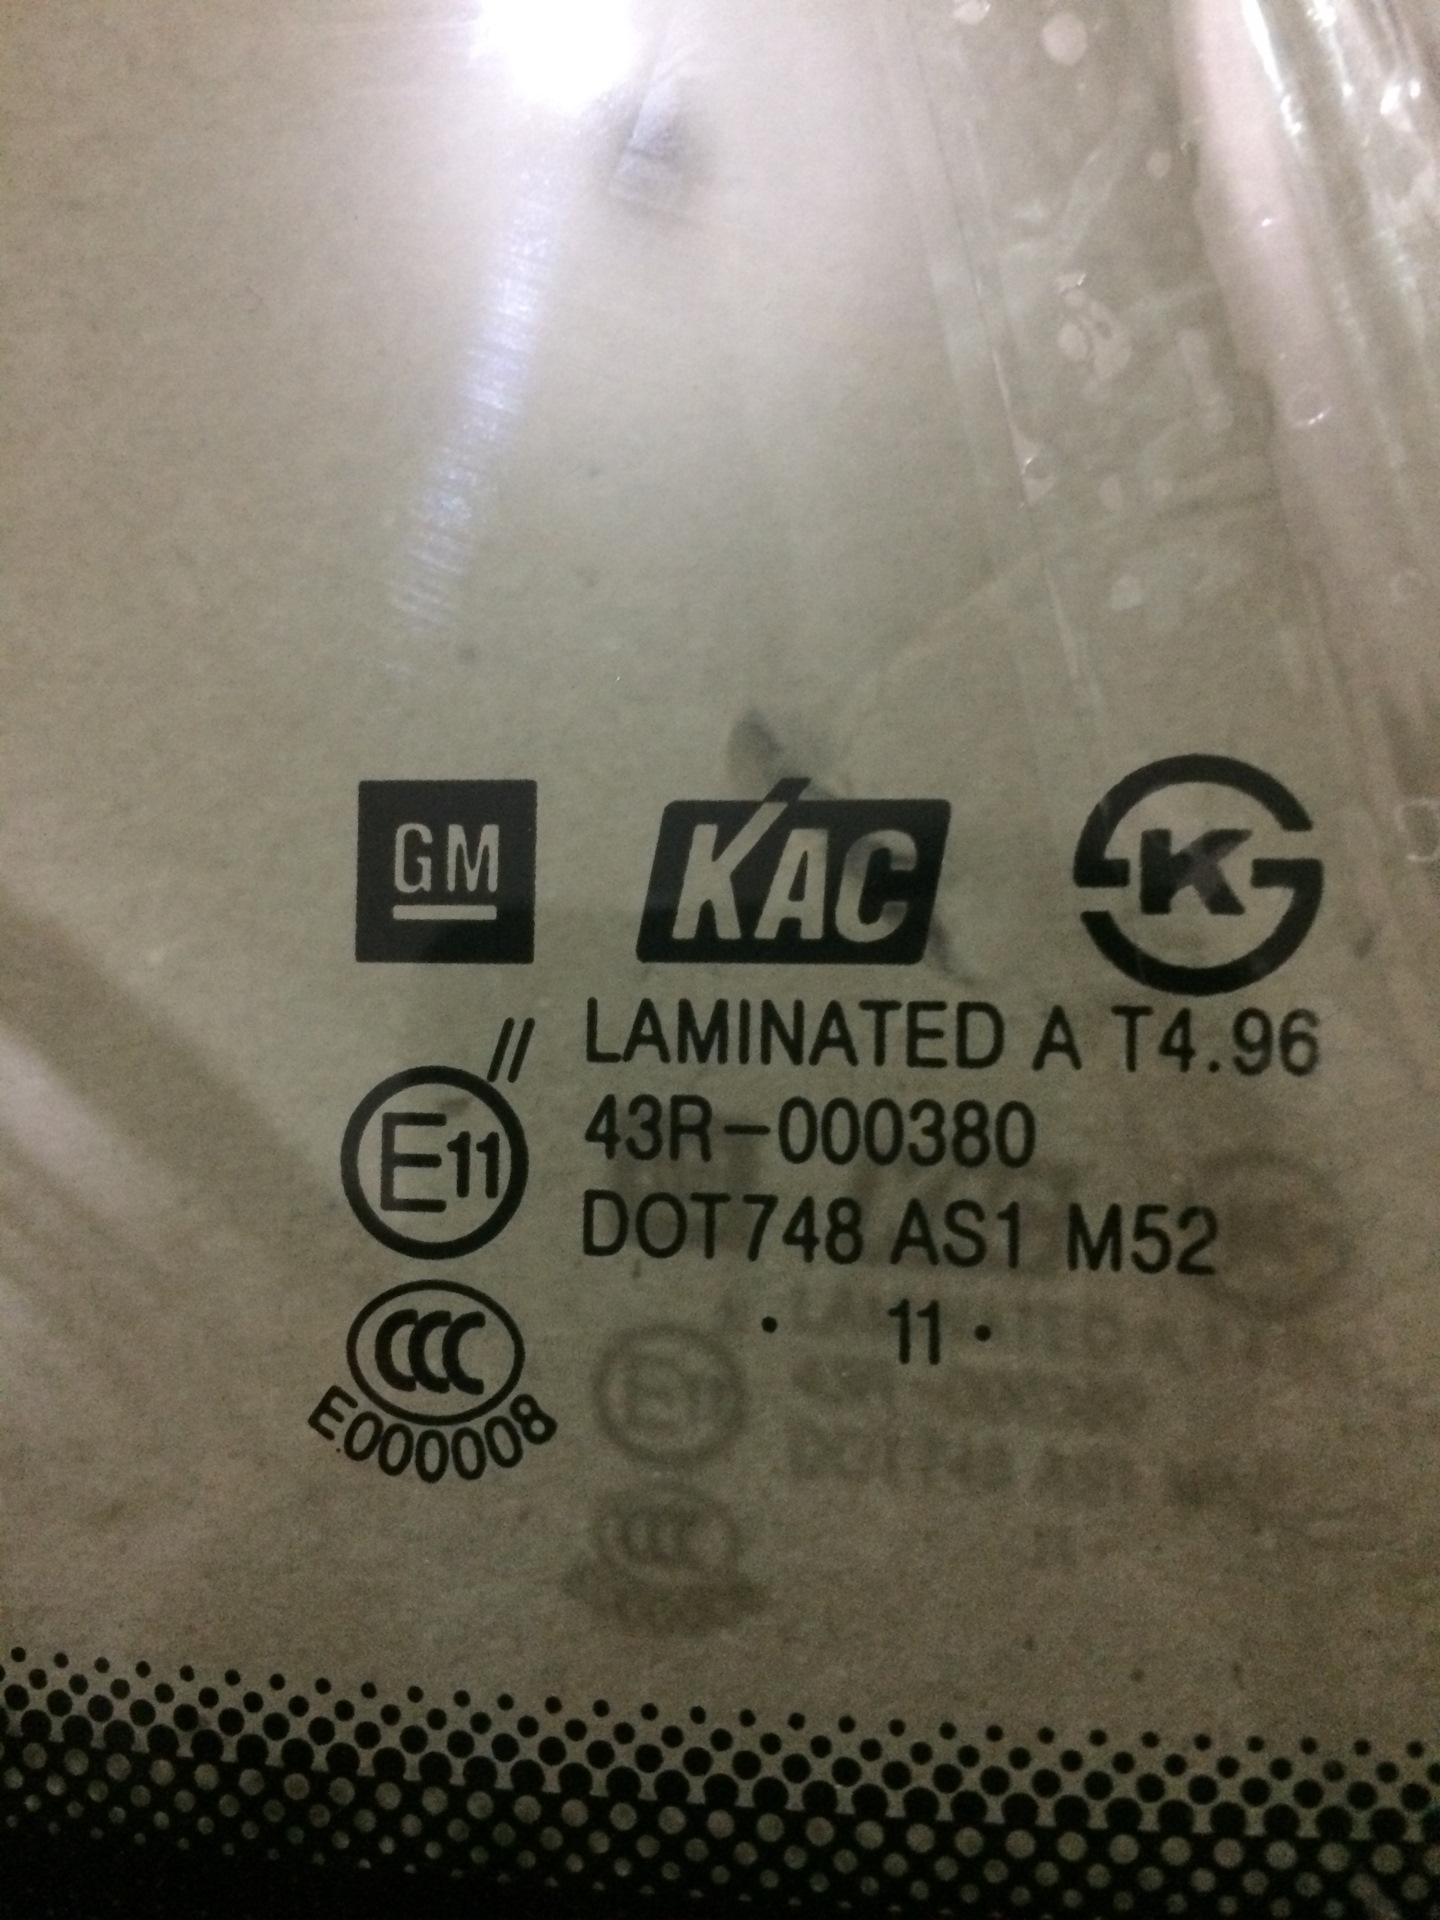 GM
KAC
K
//
LAMINATED A T4.96
E11
43R-000380
DOT748 AS1 M52
· 11 ·
CCC
E000008